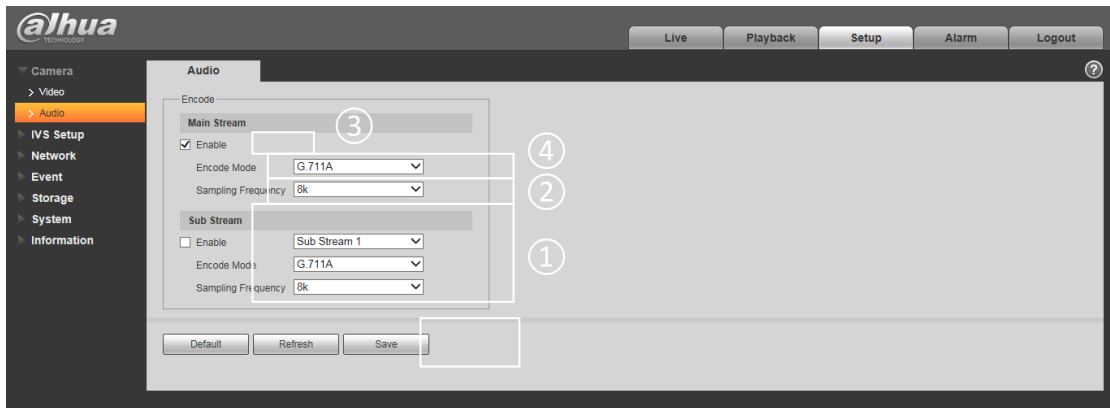 alhua
TECHNOLOGY
Live Playback Setup Alarm Logout
Camera
Video
Audio
IVS Setup
Network
Event
Storage
System
Information
Audio
?
Encode
Main Stream
③
Enable
Encode Mode G.711A
④
Sampling Frequency 8k
②
Sub Stream
Enable Sub Stream 1
①
Encode Mode G.711A
Sampling Frequency 8k
Default Refresh Save